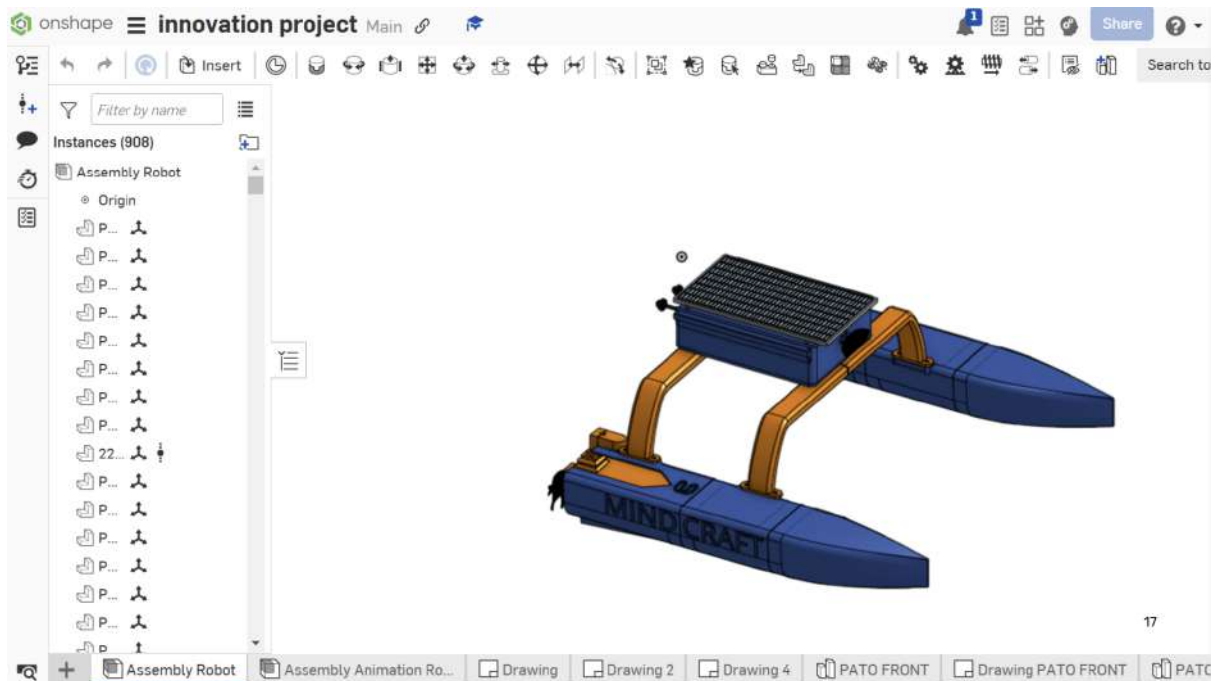 onshape innovation project Main 1 Share
Insert Search to
Filter by name
Instances (908)
Assembly Robot
Origin
P...
P...
P...
P...
P...
P...
P...
P...
22...
P...
P...
P...
P...
P...
P...
P...
MINDCRAFT
17
Assembly Robot Assembly Animation Ro... Drawing Drawing 2 Drawing 4 PATO FRONT Drawing PATO FRONT PATO